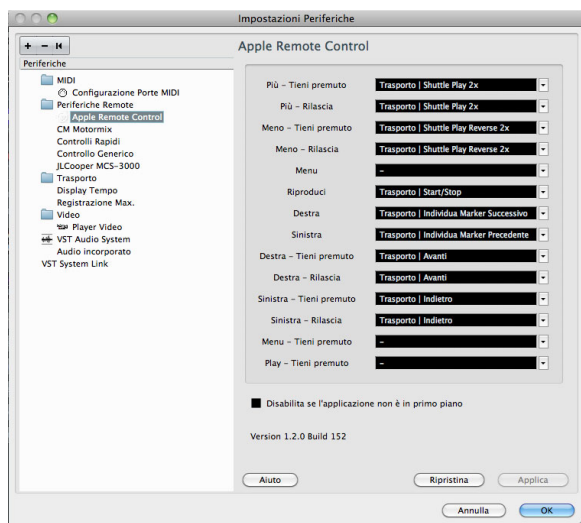 Impostazioni Periferiche
+ -
Periferiche
MIDI
Configurazione Porte MIDI
Periferiche Remote
Apple Remote Control
CM Motormix
Controlli Rapidi
Controllo Generico
JLCooper MCS-3000
Trasporto
Display Tempo
Registrazione Max.
Video
Player Video
VST Audio System
Audio incorporato
VST System Link
Apple Remote Control
Più - Tieni premuto Trasporto | Shuttle Play 2x
Più - Rilascia Trasporto | Shuttle Play 2x
Meno - Tieni premuto Trasporto | Shuttle Play Reverse 2x
Meno - Rilascia Trasporto | Shuttle Play Reverse 2x
Menu -
Riproduci Trasporto | Start/Stop
Destra Trasporto | Individua Marker Successivo
Sinistra Trasporto | Individua Marker Precedente
Destra - Tieni premuto Trasporto | Avanti
Destra - Rilascia Trasporto | Avanti
Sinistra - Tieni premuto Trasporto | Indietro
Sinistra - Rilascia Trasporto | Indietro
Menu - Tieni premuto -
Play - Tieni premuto -
Disabilita se l'applicazione non è in primo piano
Version 1.2.0 Build 152
Aiuto Ripristina Applica
Annulla OK